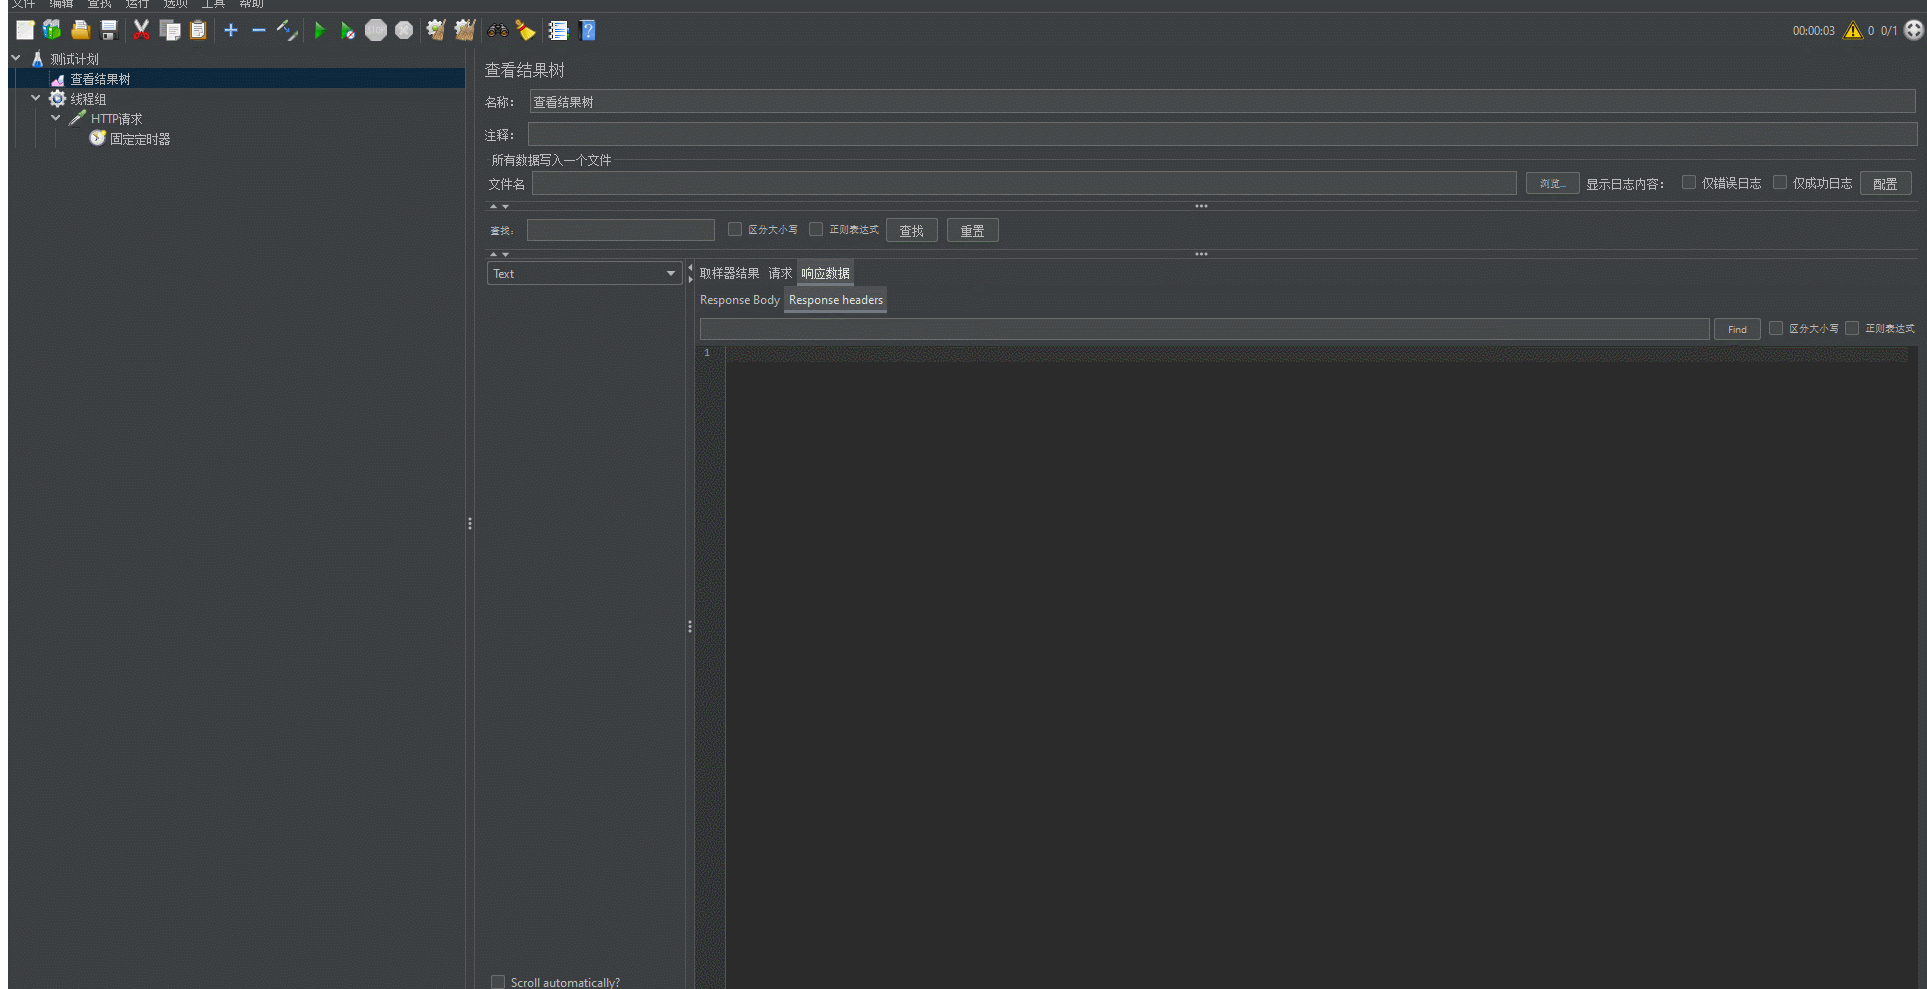 文件 编辑 查找 运行 选项 工具 帮助
00:00:03 0 0/1
测试计划
查看结果树
线程组
HTTP请求
固定定时器
查看结果树
名称: 查看结果树
注释:
所有数据写入一个文件
文件名 浏览... 显示日志内容: 仅错误日志 仅成功日志 配置
查找: 区分大小写 正则表达式 查找 重置
Text
取样器结果 请求 响应数据
Response Body Response headers
Find 区分大小写 正则表达式
1
Scroll automatically?